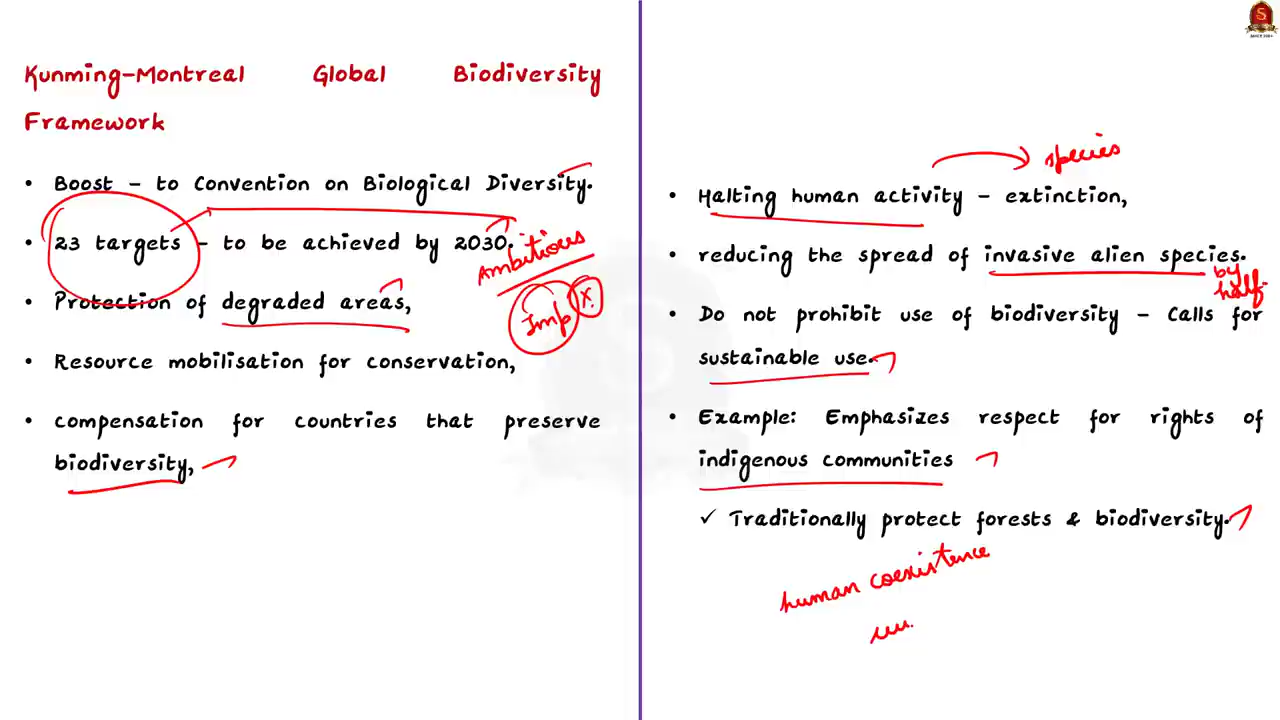 Kunming-Montreal Global Biodiversity
Framework
• Boost - to Convention on Biological Diversity.
• 23 targets - to be achieved by 2030.
Ambitious
• Protection of degraded areas,
Imp X
• Resource mobilisation for conservation,
• compensation for countries that preserve
biodiversity,
species
• Halting human activity - extinction,
• reducing the spread of invasive alien species.
by
half
• Do not prohibit use of biodiversity - Calls for
sustainable use.
• Example: Emphasizes respect for rights of
indigenous communities
✓ Traditionally protect forests & biodiversity.
human coexistence